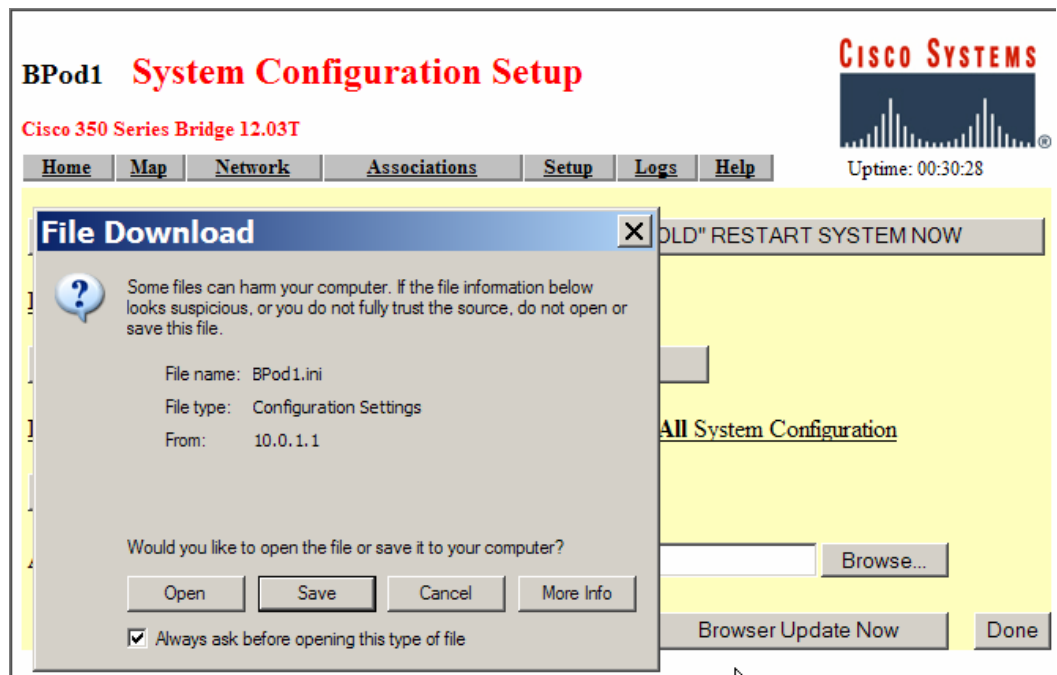 CISCO SYSTEMS
BPod1 System Configuration Setup
Cisco 350 Series Bridge 12.03T
Home Map Network Associations Setup Logs Help
Uptime: 00:30:28
File Download
OLD" RESTART SYSTEM NOW
Some files can harm your computer. If the file information below
looks suspicious, or you do not fully trust the source, do not open or
save this file.
File name: BPod1.ini
File type: Configuration Settings
From: 10.0.1.1
All System Configuration
Would you like to open the file or save it to your computer?
Browse...
Open Save Cancel More Info
Always ask before opening this type of file
Browser Update Now Done